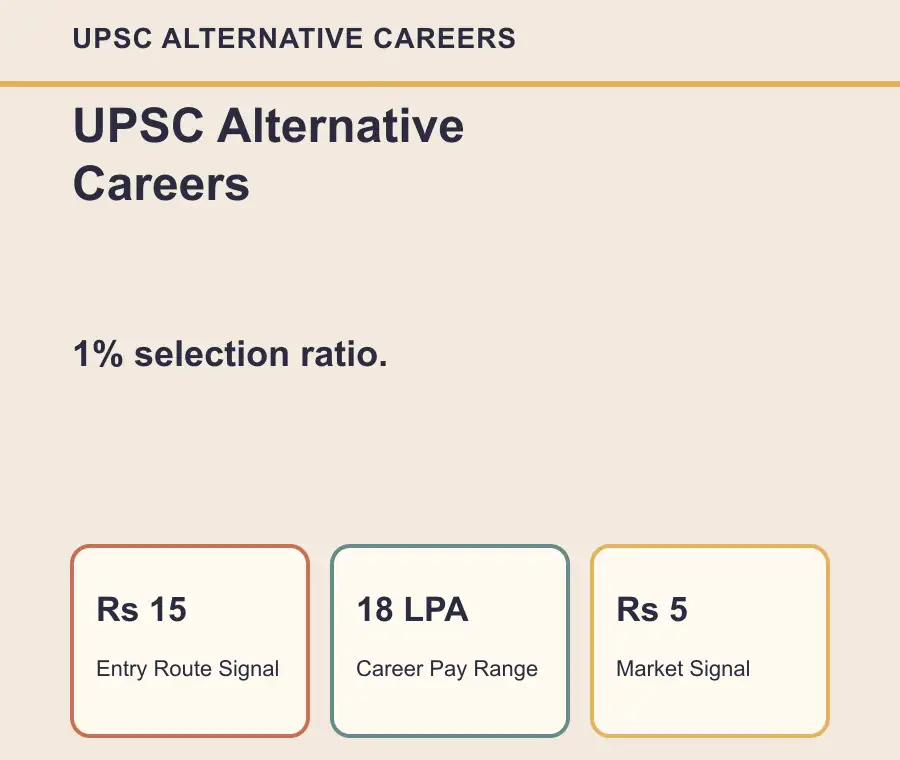 UPSC ALTERNATIVE CAREERS
UPSC Alternative
Careers
1% selection ratio.
Rs 15
Entry Route Signal
18 LPA
Career Pay Range
Rs 5
Market Signal